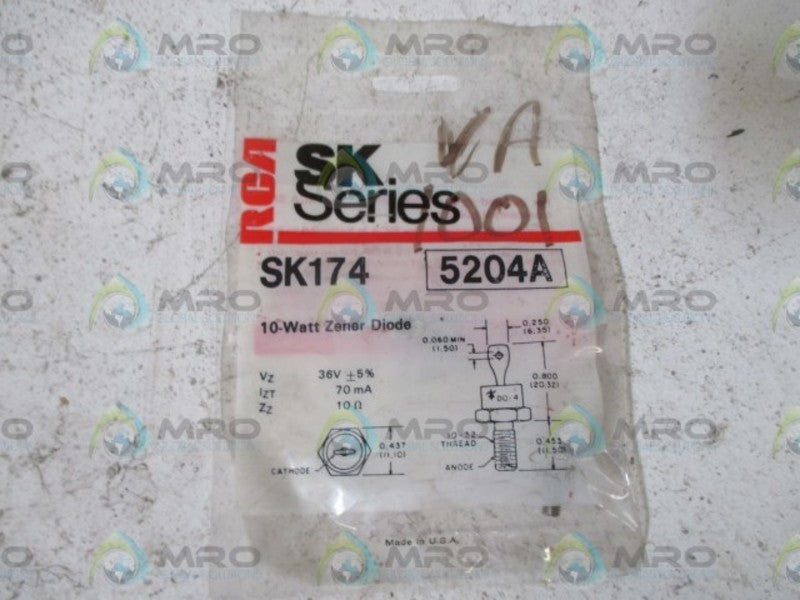 RCA
SK
Series
VA
1001
SK174
5204A
10-Watt Zener Diode
VZ 36V ±5%
IZT 70 mA
ZZ 10 Ω
0.250
(6.35)
0.060 MIN
(1.50)
0.800
(20.32)
DO-4
0.437
(11.10)
CATHODE
THREAD
0.453
(11.50)
ANODE
Made in U.S.A.
MRO